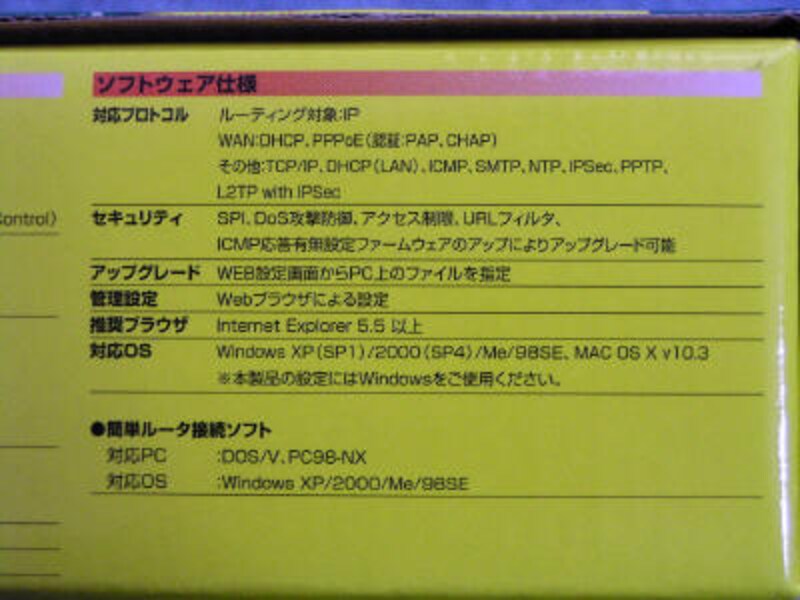 ontrol)
ソフトウェア仕様
対応プロトコル ルーティング対象:IP
WAN:DHCP、PPPoE(認証:PAP、CHAP)
その他:TCP/IP、DHCP(LAN)、ICMP、SMTP、NTP、IPSec、PPTP、
L2TP with IPSec
セキュリティ SPI、DoS攻撃防御、アクセス制限、URLフィルタ、
ICMP応答有無設定ファームウェアのアップによりアップグレード可能
アップグレード WEB設定画面からPC上のファイルを指定
管理設定 Webブラウザによる設定
推奨ブラウザ Internet Explorer 5.5 以上
対応OS Windows XP(SP1)/2000(SP4)/Me/98SE、MAC OS X v10.3
※本製品の設定にはWindowsをご使用ください。
●簡単ルータ接続ソフト
対応PC :DOS/V、PC98-NX
対応OS :Windows XP/2000/Me/98SE